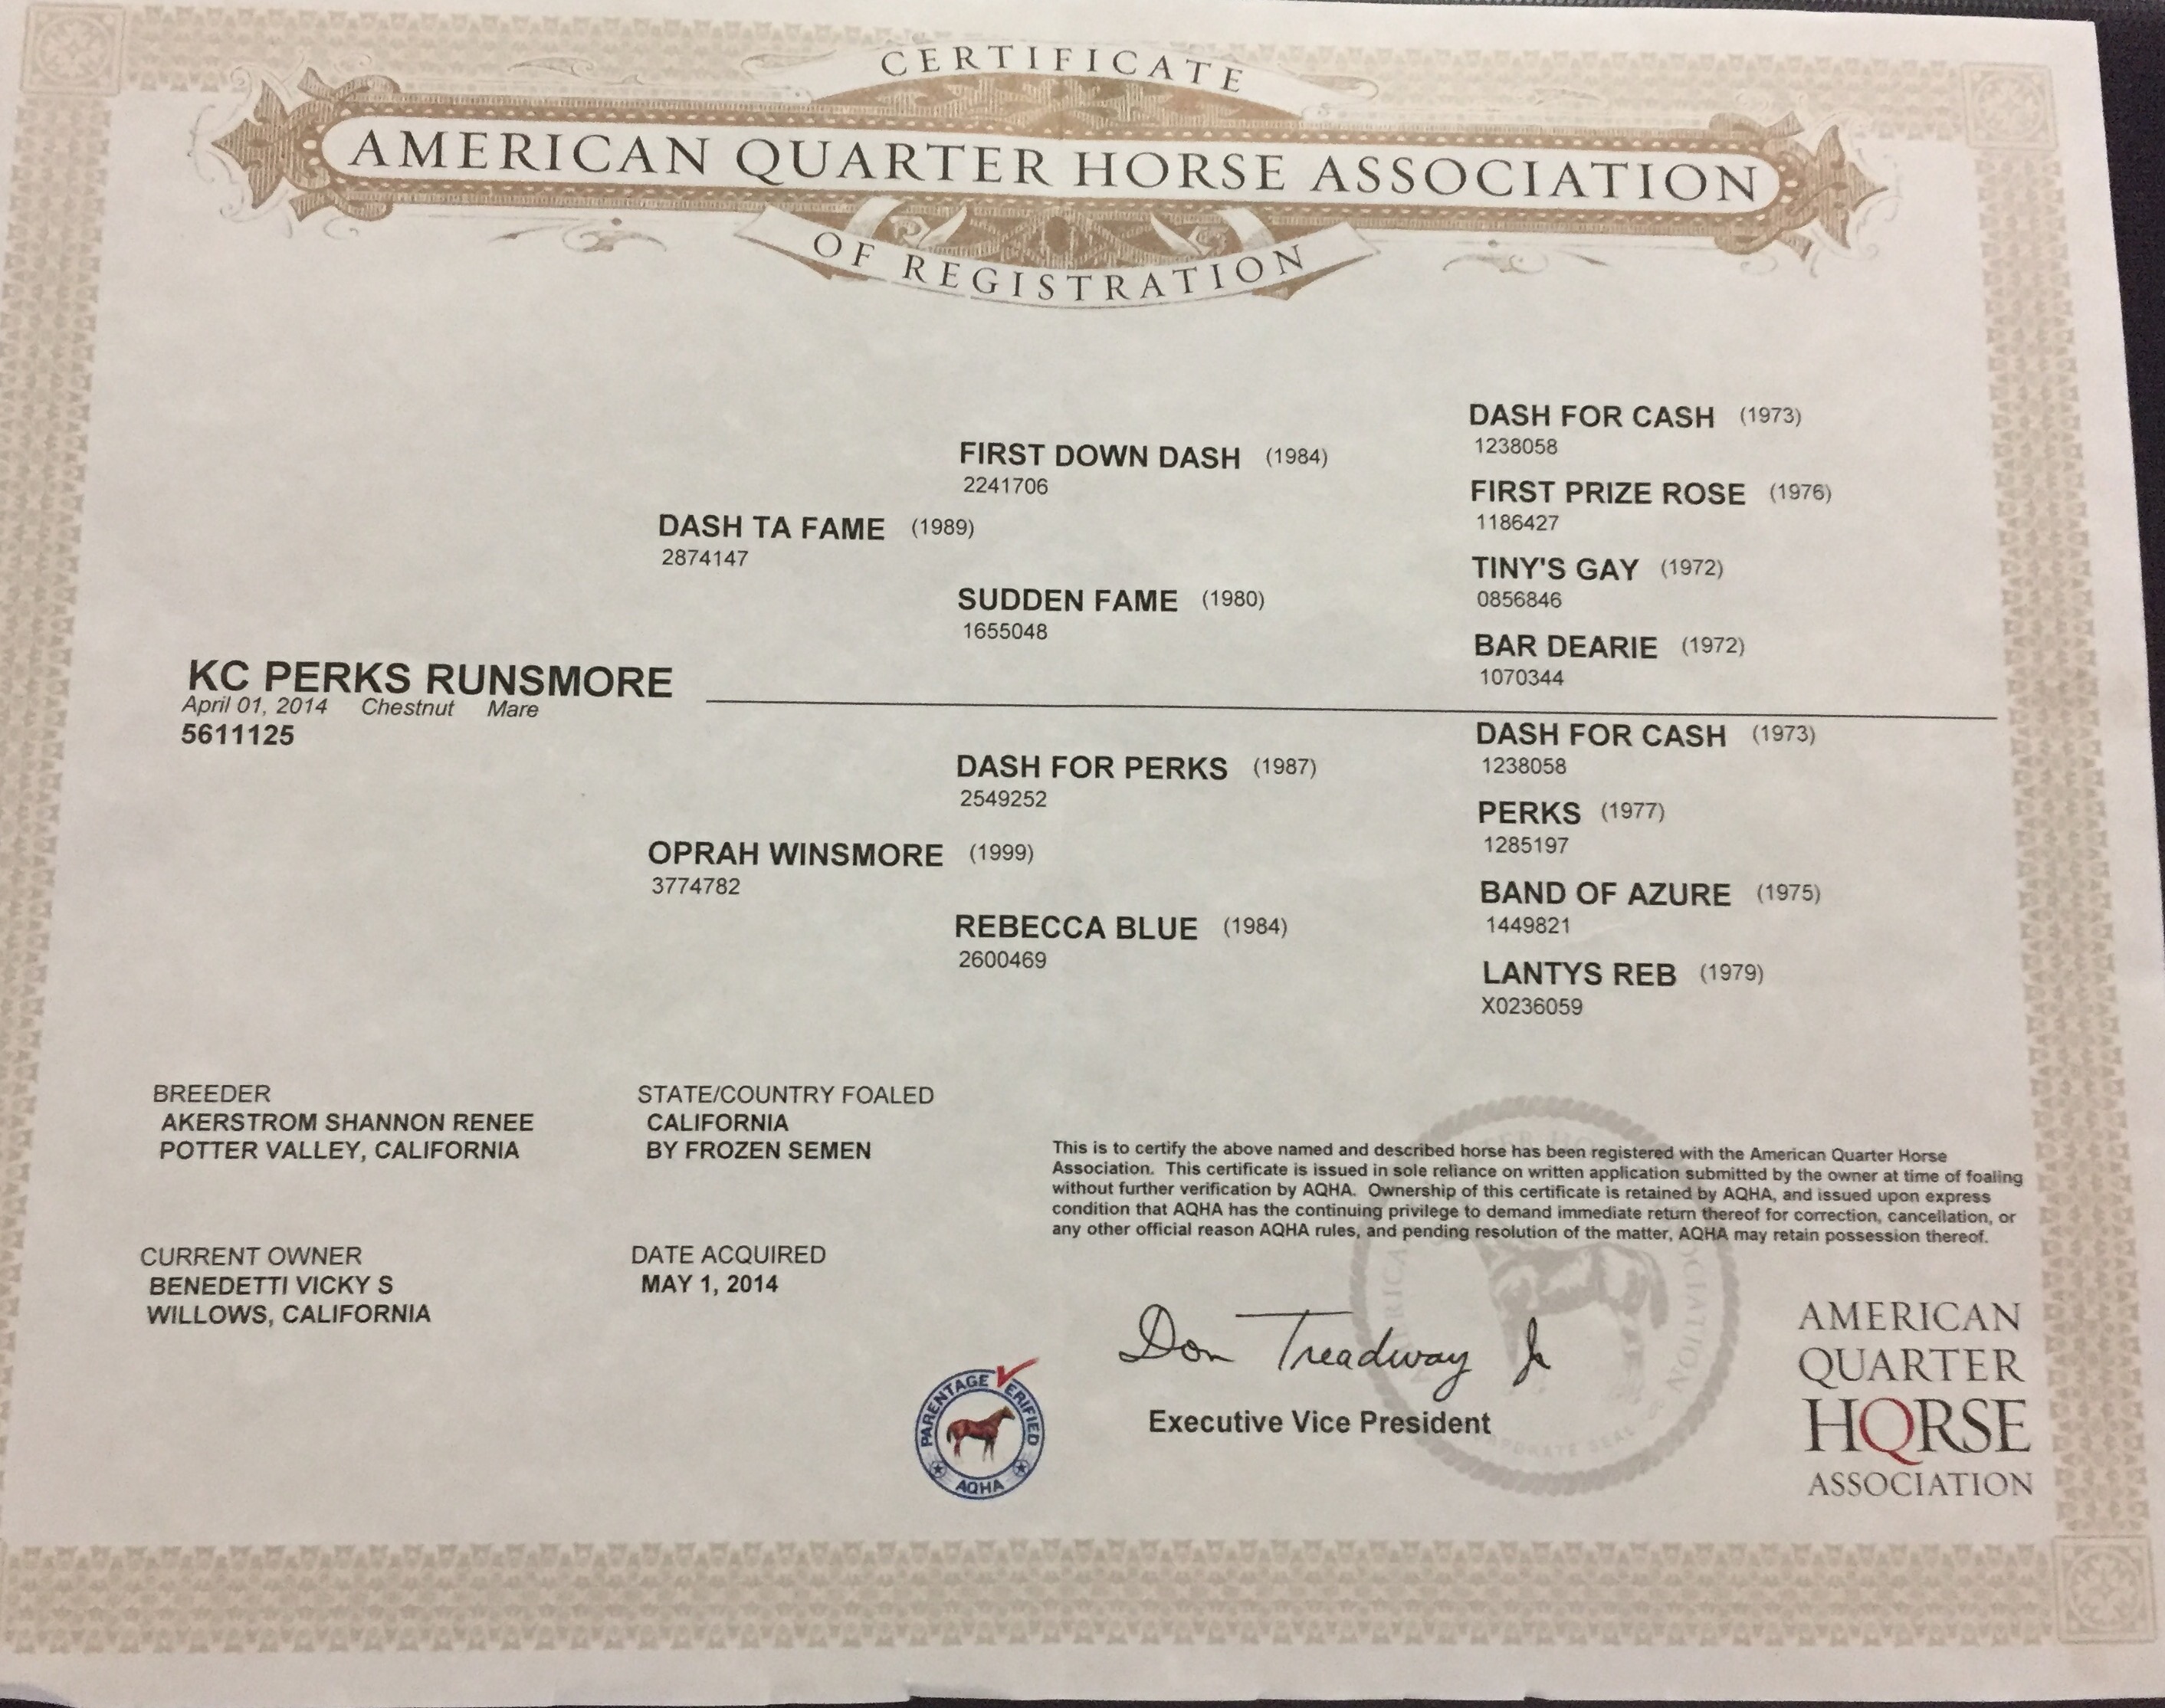 CERTIFICATE
AMERICAN QUARTER HORSE ASSOCIATION
OF REGISTRATION
DASH FOR CASH (1973)
1238058
FIRST DOWN DASH (1984)
2241706
FIRST PRIZE ROSE (1976)
1186427
DASH TA FAME (1989)
2874147
TINY'S GAY (1972)
0856846
SUDDEN FAME (1980)
1655048
BAR DEARIE (1972)
1070344
KC PERKS RUNSMORE
April 01, 2014 Chestnut Mare
5611125
DASH FOR CASH (1973)
1238058
DASH FOR PERKS (1987)
2549252
PERKS (1977)
1285197
OPRAH WINSMORE (1999)
3774782
BAND OF AZURE (1975)
1449821
REBECCA BLUE (1984)
2600469
LANTYS REB (1979)
X0236059
BREEDER
AKERSTROM SHANNON RENEE
POTTER VALLEY, CALIFORNIA
STATE/COUNTRY FOALED
CALIFORNIA
BY FROZEN SEMEN
This is to certify the above named and described horse has been registered with the American Quarter Horse
Association. This certificate is issued in sole reliance on written application submitted by the owner at time of foaling
without further verification by AQHA. Ownership of this certificate is retained by AQHA, and issued upon express
condition that AQHA has the continuing privilege to demand immediate return thereof for correction, cancellation, or
any other official reason AQHA rules, and pending resolution of the matter, AQHA may retain possession thereof.
CURRENT OWNER
BENEDETTI VICKY S
WILLOWS, CALIFORNIA
DATE ACQUIRED
MAY 1, 2014
Don Treadway Jr
Executive Vice President
PARENTAGE VERIFIED
AQHA
AMERICAN
QUARTER
HORSE
ASSOCIATION